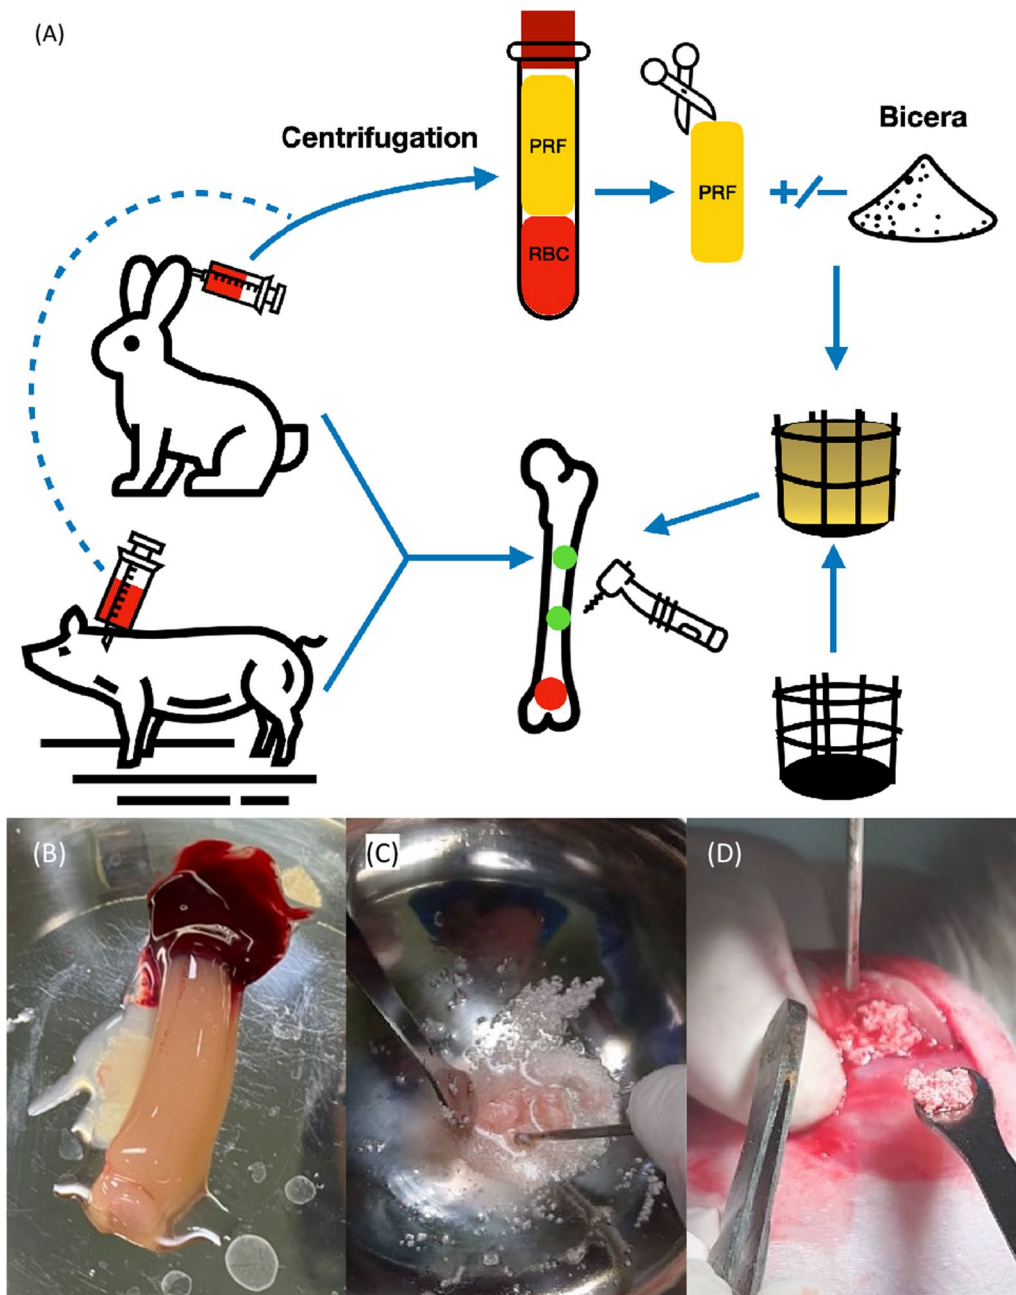 (A)
Centrifugation
PRF
RBC
PRF
+/−
Bicera
(B)
(C)
(D)